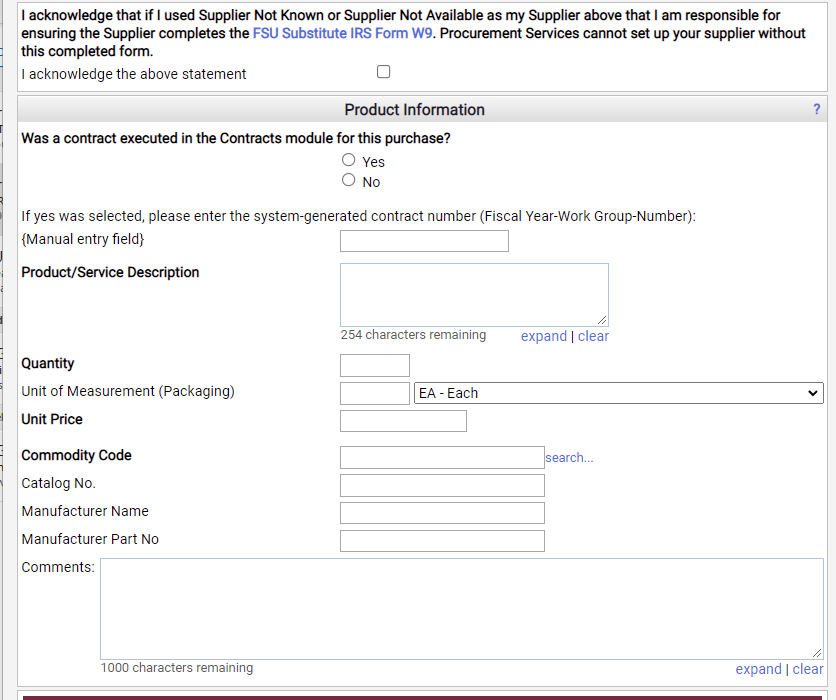 I acknowledge that if I used Supplier Not Known or Supplier Not Available as my Supplier above that I am responsible for
ensuring the Supplier completes the FSU Substitute IRS Form W9. Procurement Services cannot set up your supplier without
this completed form.
I acknowledge the above statement
Product Information ?
Was a contract executed in the Contracts module for this purchase?
Yes
No
If yes was selected, please enter the system-generated contract number (Fiscal Year-Work Group-Number):
{Manual entry field}
Product/Service Description
254 characters remaining expand | clear
Quantity
Unit of Measurement (Packaging) EA - Each
Unit Price
Commodity Code search...
Catalog No.
Manufacturer Name
Manufacturer Part No
Comments:
1000 characters remaining expand | clear